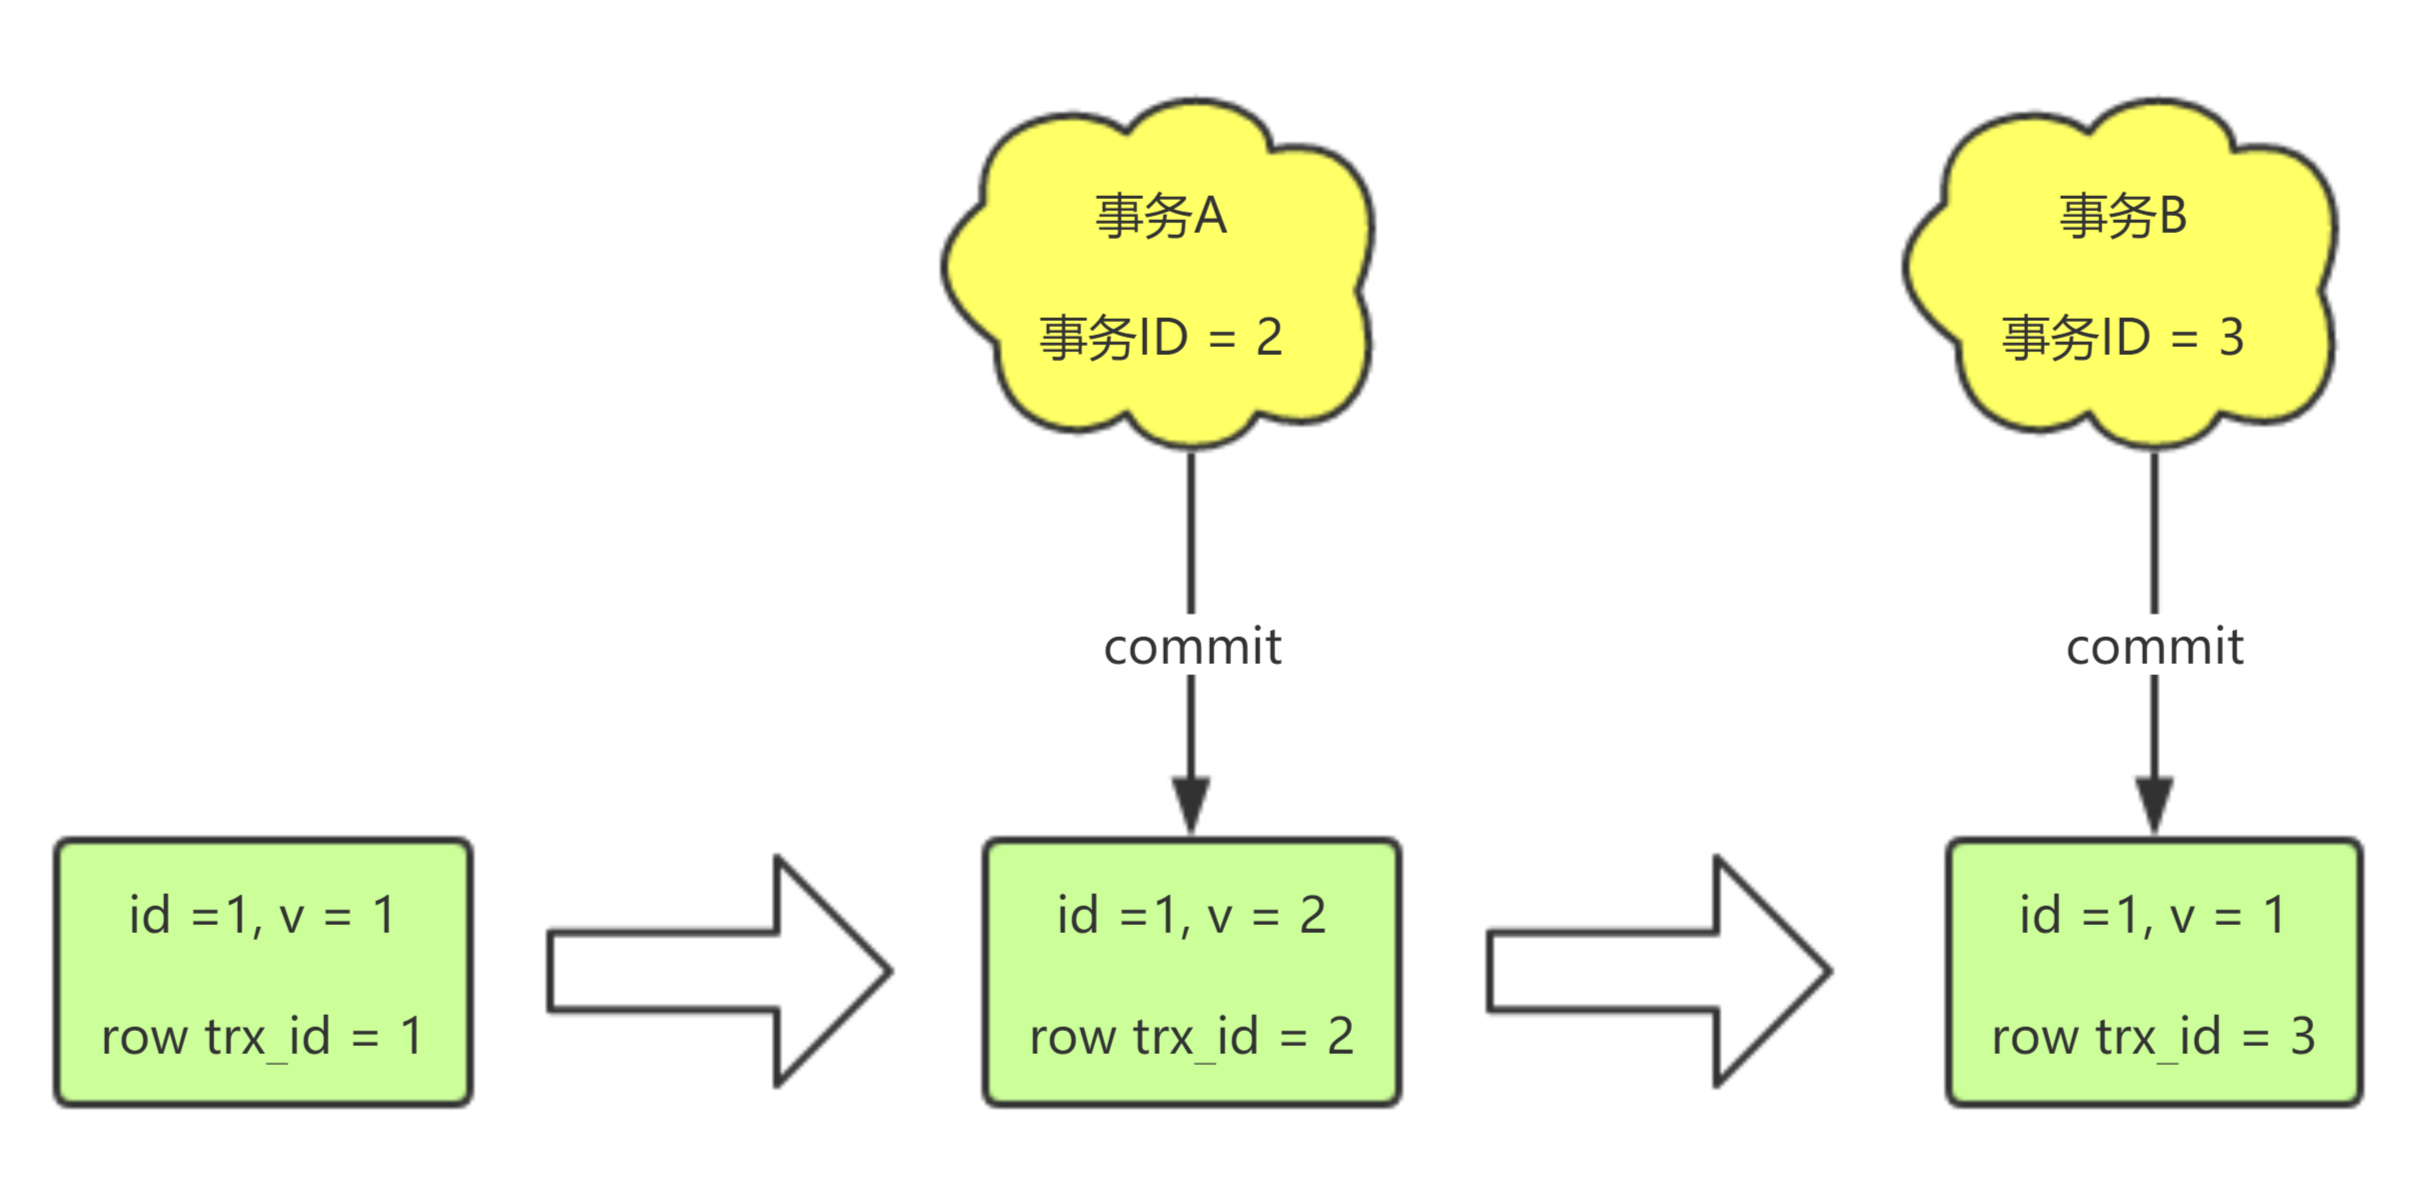 事务A
事务ID = 2
事务B
事务ID = 3
commit
commit
id =1, v = 1
row trx_id = 1
id =1, v = 2
row trx_id = 2
id =1, v = 1
row trx_id = 3